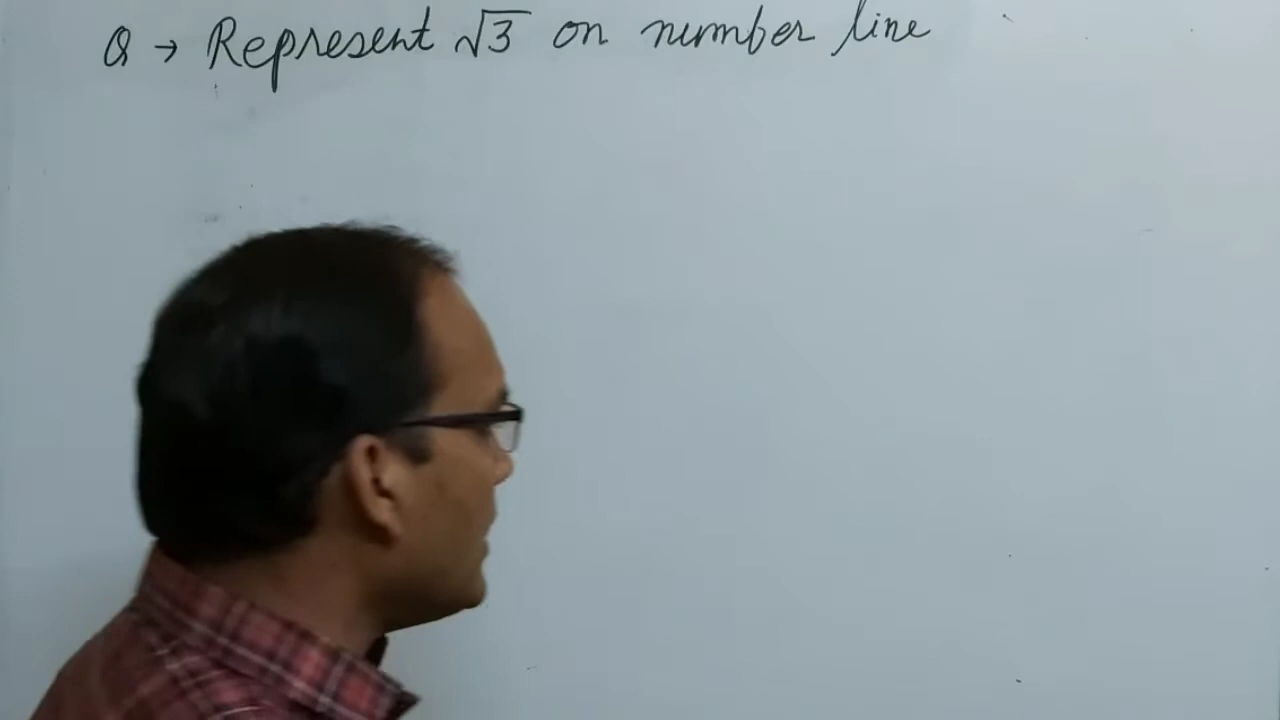 Q → Represent √3 on number line